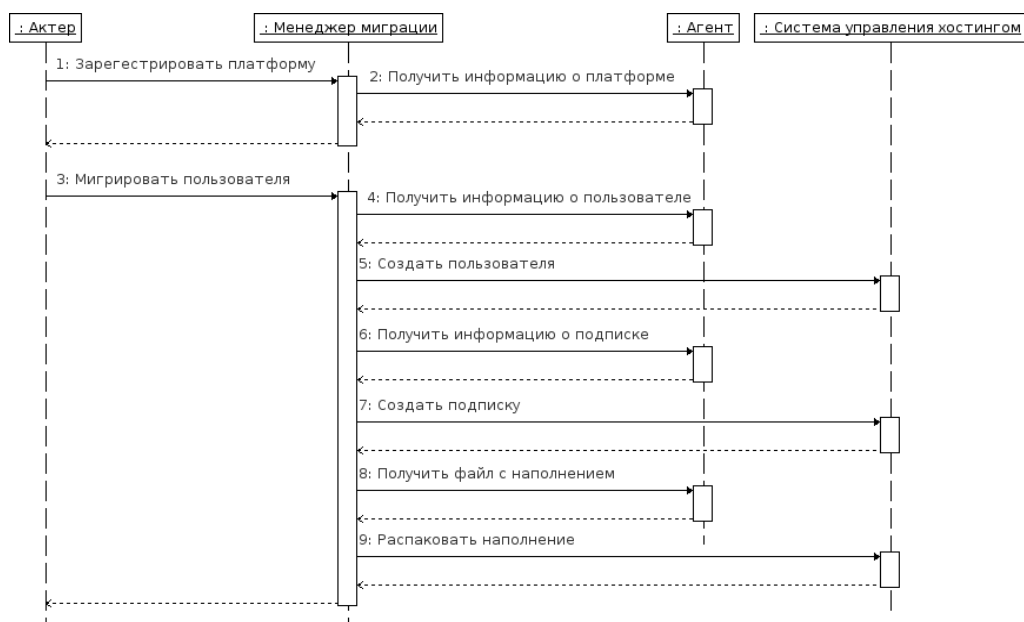 : Актер
: Менеджер миграции
: Агент
: Система управления хостингом
1: Зарегестрировать платформу
2: Получить информацию о платформе
3: Мигрировать пользователя
4: Получить информацию о пользователе
5: Создать пользователя
6: Получить информацию о подписке
7: Создать подписку
8: Получить файл с наполнением
9: Распаковать наполнение